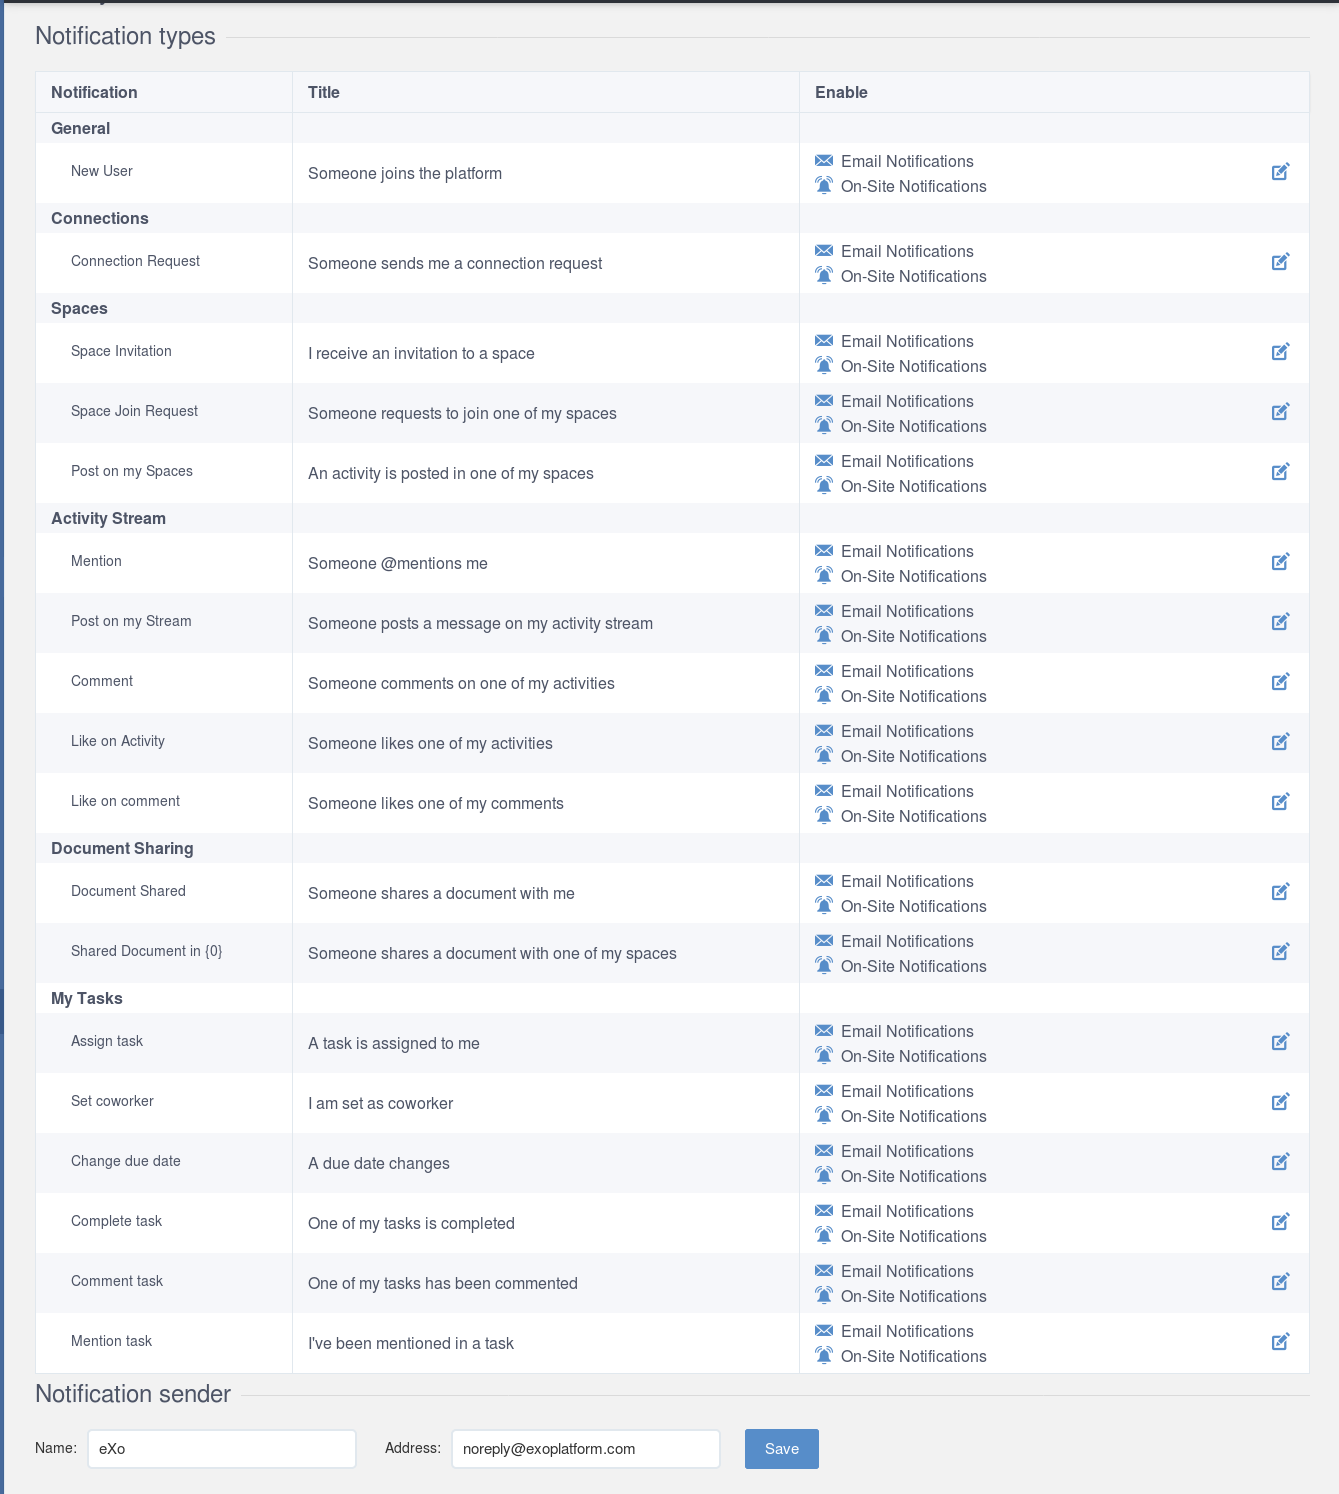 Notification types
Notification Title Enable
General
New User Someone joins the platform Email Notifications
On-Site Notifications
Connections
Connection Request Someone sends me a connection request Email Notifications
On-Site Notifications
Spaces
Space Invitation I receive an invitation to a space Email Notifications
On-Site Notifications
Space Join Request Someone requests to join one of my spaces Email Notifications
On-Site Notifications
Post on my Spaces An activity is posted in one of my spaces Email Notifications
On-Site Notifications
Activity Stream
Mention Someone @mentions me Email Notifications
On-Site Notifications
Post on my Stream Someone posts a message on my activity stream Email Notifications
On-Site Notifications
Comment Someone comments on one of my activities Email Notifications
On-Site Notifications
Like on Activity Someone likes one of my activities Email Notifications
On-Site Notifications
Like on comment Someone likes one of my comments Email Notifications
On-Site Notifications
Document Sharing
Document Shared Someone shares a document with me Email Notifications
On-Site Notifications
Shared Document in {0} Someone shares a document with one of my spaces Email Notifications
On-Site Notifications
My Tasks
Assign task A task is assigned to me Email Notifications
On-Site Notifications
Set coworker I am set as coworker Email Notifications
On-Site Notifications
Change due date A due date changes Email Notifications
On-Site Notifications
Complete task One of my tasks is completed Email Notifications
On-Site Notifications
Comment task One of my tasks has been commented Email Notifications
On-Site Notifications
Mention task I've been mentioned in a task Email Notifications
On-Site Notifications
Notification sender
Name: eXo Address: noreply@exoplatform.com Save